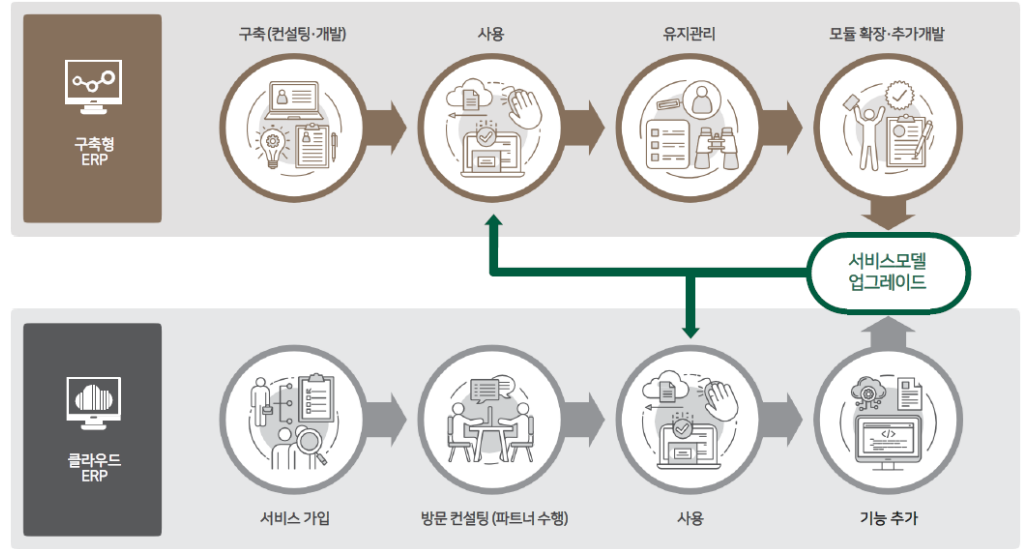 구축형
ERP
구축 (컨설팅·개발)
사용
유지관리
모듈 확장·추가개발
서비스모델
업그레이드
클라우드
ERP
서비스 가입
방문 컨설팅 (파트너 수행)
사용
기능 추가